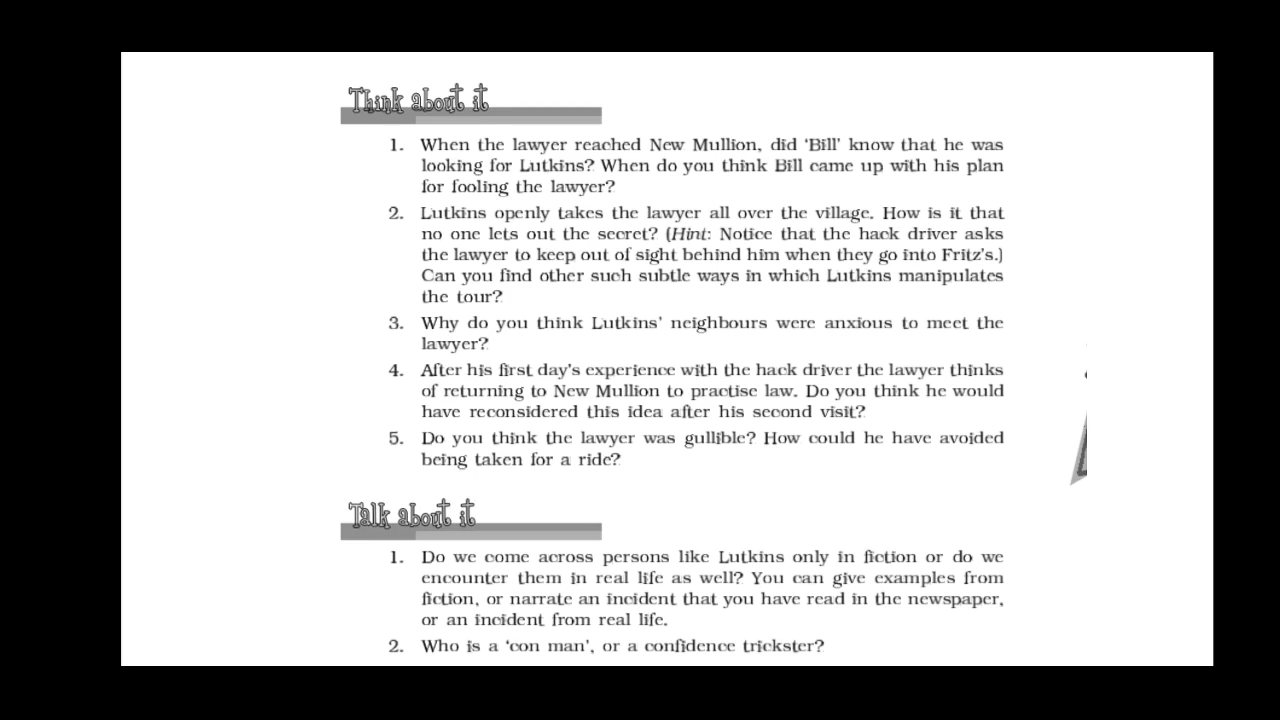 Think about it
1. When the lawyer reached New Mullion, did ‘Bill’ know that he was
looking for Lutkins? When do you think Bill came up with his plan
for fooling the lawyer?
2. Lutkins openly takes the lawyer all over the village. How is it that
no one lets out the secret? (Hint: Notice that the hack driver asks
the lawyer to keep out of sight behind him when they go into Fritz’s.)
Can you find other such subtle ways in which Lutkins manipulates
the tour?
3. Why do you think Lutkins’ neighbours were anxious to meet the
lawyer?
4. After his first day’s experience with the hack driver the lawyer thinks
of returning to New Mullion to practise law. Do you think he would
have reconsidered this idea after his second visit?
5. Do you think the lawyer was gullible? How could he have avoided
being taken for a ride?
Talk about it
1. Do we come across persons like Lutkins only in fiction or do we
encounter them in real life as well? You can give examples from
fiction, or narrate an incident that you have read in the newspaper,
or an incident from real life.
2. Who is a ‘con man’, or a confidence trickster?